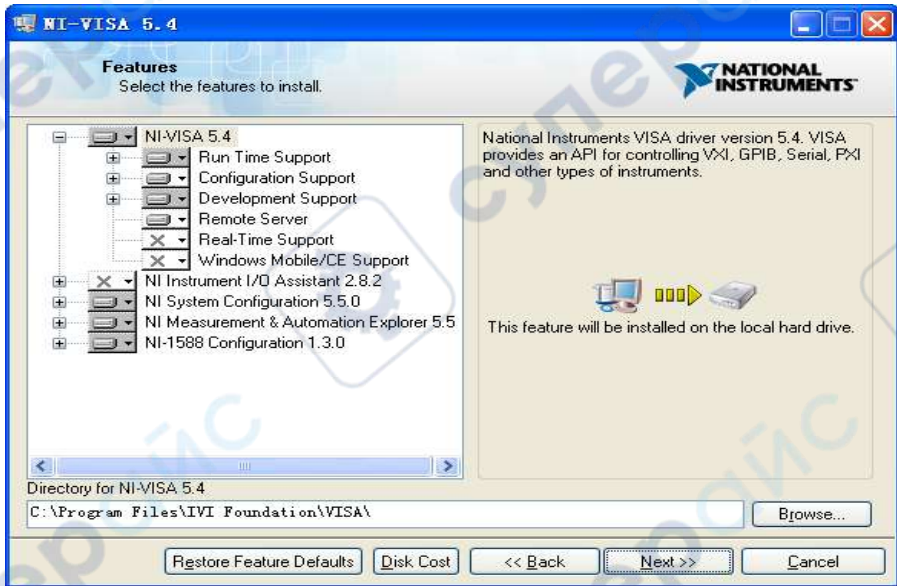 NI-VISA 5.4
Features
Select the features to install.
NATIONAL
INSTRUMENTS
NI-VISA 5.4
Run Time Support
Configuration Support
Development Support
Remote Server
Real-Time Support
Windows Mobile/CE Support
NI Instrument I/O Assistant 2.8.2
NI System Configuration 5.5.0
NI Measurement & Automation Explorer 5.5
NI-1588 Configuration 1.3.0
National Instruments VISA driver version 5.4. VISA
provides an API for controlling VXI, GPIB, Serial, PXI
and other types of instruments.
This feature will be installed on the local hard drive.
Directory for NI-VISA 5.4
C:\Program Files\IVI Foundation\VISA\
Browse...
Restore Feature Defaults
Disk Cost
<< Back
Next >>
Cancel